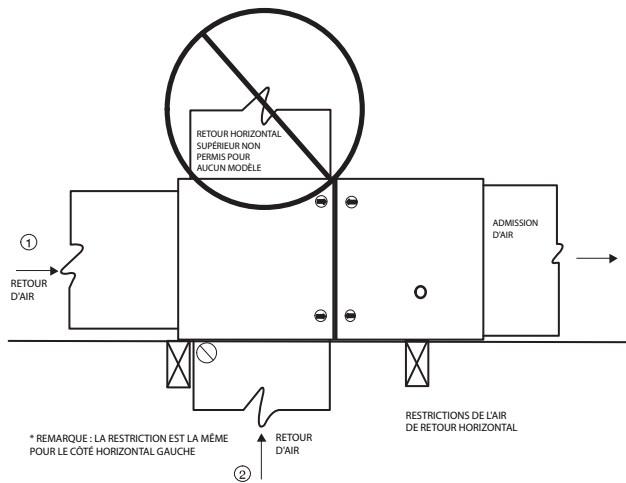 RETOUR HORIZONTAL
SUPÉRIEUR NON
PERMIS POUR
AUCUN MODÈLE
1
RETOUR
D'AIR
ADMISSION
D'AIR
* REMARQUE : LA RESTRICTION EST LA MÊME
POUR LE CÔTÉ HORIZONTAL GAUCHE
RETOUR
D'AIR
2
RESTRICTIONS DE L'AIR
DE RETOUR HORIZONTAL